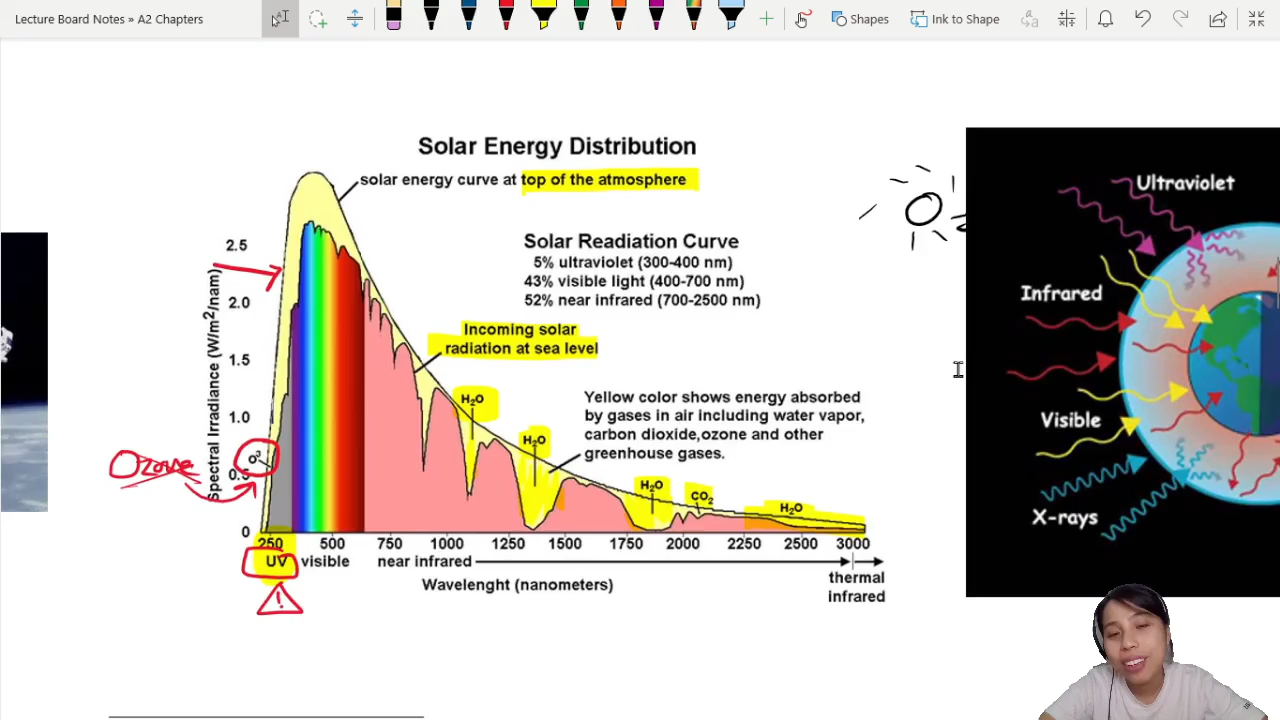 Lecture Board Notes » A2 Chapters
Shapes
Ink to Shape
Solar Energy Distribution
solar energy curve at top of the atmosphere
Solar Readiation Curve
5% ultraviolet (300-400 nm)
43% visible light (400-700 nm)
52% near infrared (700-2500 nm)
Incoming solar
radiation at sea level
Yellow color shows energy absorbed
by gases in air including water vapor,
carbon dioxide,ozone and other
greenhouse gases.
H₂O
H₂O
H₂O
CO₂
H₂O
O³
Ozone
Spectral Irradiance (W/m²/nam)
2.5
2.0
1.5
1.0
0.5
0
250 500 750 1000 1250 1500 1750 2000 2250 2500 3000
UV visible near infrared
thermal
infrared
Wavelenght (nanometers)
!
Ultraviolet
Infrared
Visible
X-rays